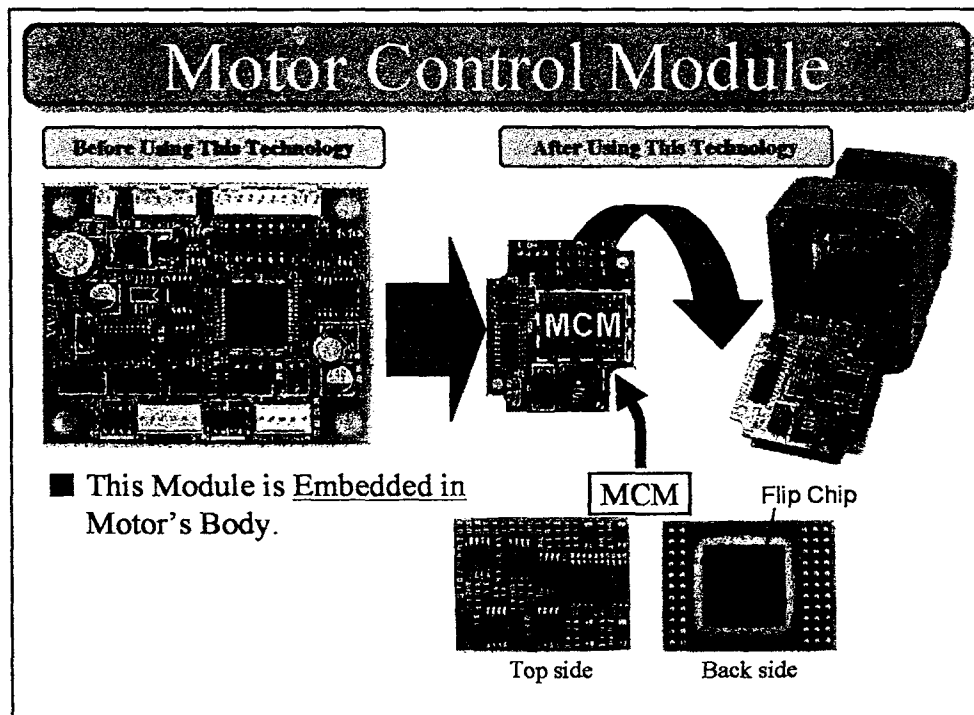 Motor Control Module
Before Using This Technology
After Using This Technology
MCM
■ This Module is Embedded in
Motor's Body.
MCM
Flip Chip
Top side
Back side